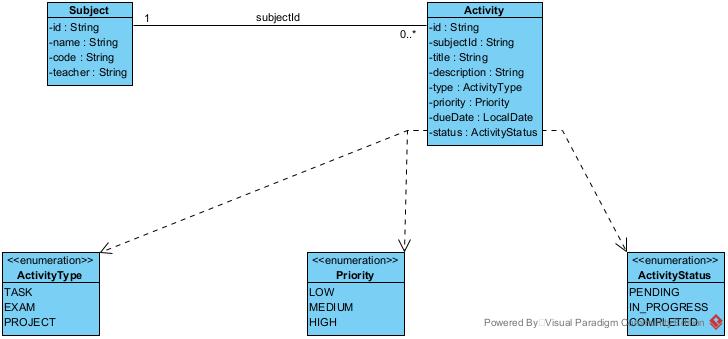 Subject
-id : String
-name : String
-code : String
-teacher : String
1
subjectId
0..*
Activity
-id : String
-subjectId : String
-title : String
-description : String
-type : ActivityType
-priority : Priority
-dueDate : LocalDate
-status : ActivityStatus
<<enumeration>>
ActivityType
TASK
EXAM
PROJECT
<<enumeration>>
Priority
LOW
MEDIUM
HIGH
<<enumeration>>
ActivityStatus
PENDING
IN_PROGRESS
COMPLETED
Powered By Visual Paradigm